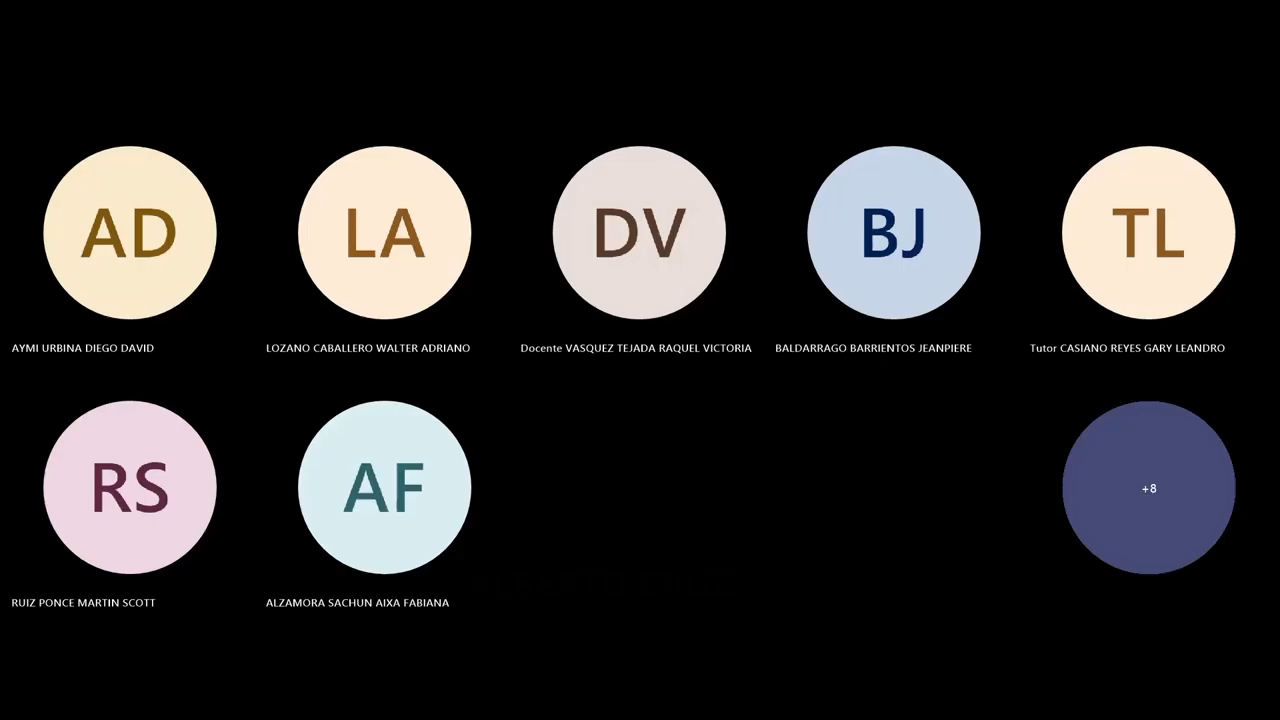 AD
LA
DV
BJ
TL
AYMI URBINA DIEGO DAVID
LOZANO CABALLERO WALTER ADRIANO
Docente VASQUEZ TEJADA RAQUEL VICTORIA
BALDARRAGO BARRIENTOS JEANPIERE
Tutor CASIANO REYES GARY LEANDRO
RS
AF
+8
RUIZ PONCE MARTIN SCOTT
ALZAMORA SACHUN AIXA FABIANA